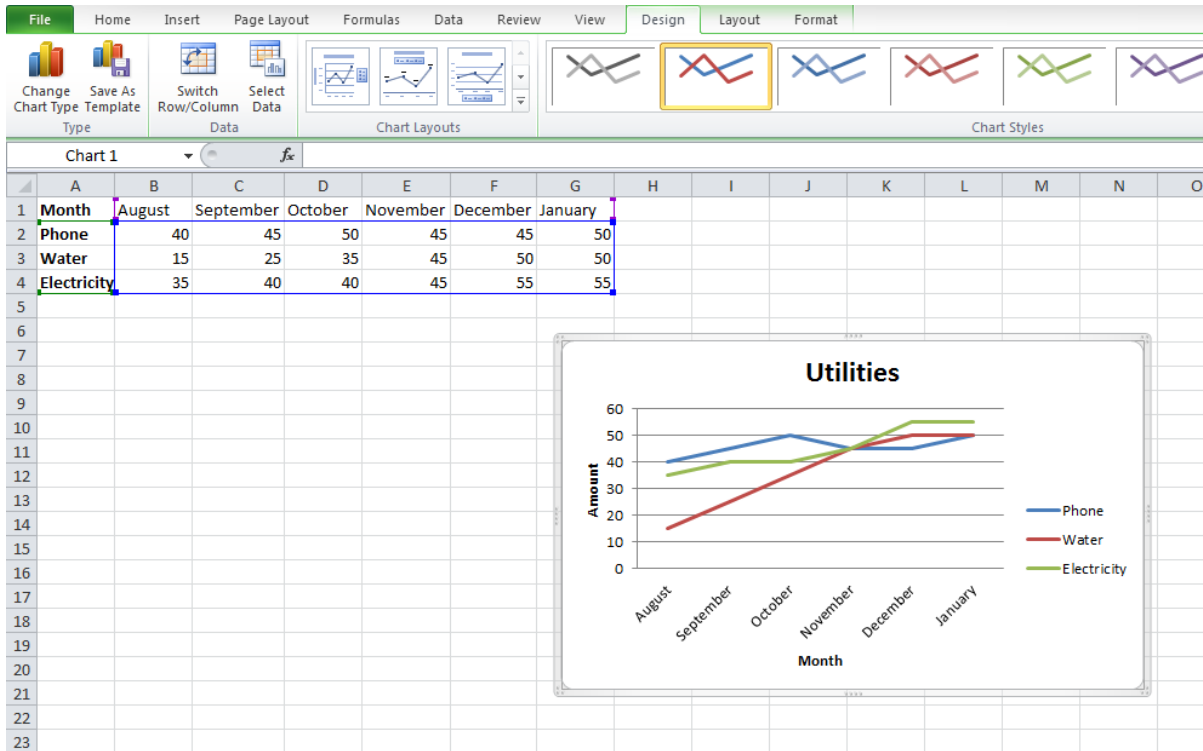 File Home Insert Page Layout Formulas Data Review View Design Layout Format
Change Chart Type
Save As Template
Switch Row/Column
Select Data
Type Data Chart Layouts Chart Styles
Chart 1 fx
A B C D E F G H I J K L M N O
1 Month August September October November December January
2 Phone 40 45 50 45 45 50
3 Water 15 25 35 45 50 50
4 Electricity 35 40 40 45 55 55
5
6
7
8
9
10
11
12
13
14
15
16
17
18
19
20
21
22
23
Utilities
60
50
40
30
20
10
0
Amount
August September October November December January
Month
Phone
Water
Electricity